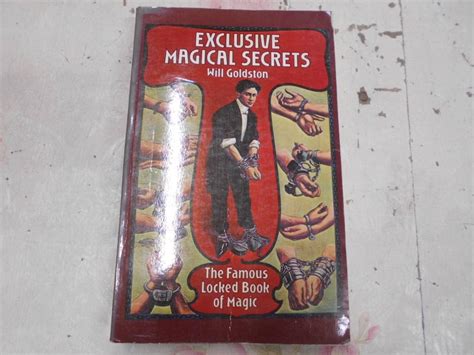 EXCLUSIVE
MAGICAL SECRETS
Will Goldston
The Famous
Locked Book
of Magic